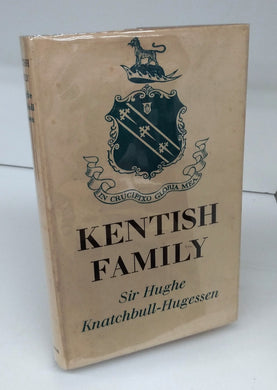 IN CRUCIFIXO GLORIA MEA
KENTISH
FAMILY
Sir Hughe
Knatchbull-Hugessen